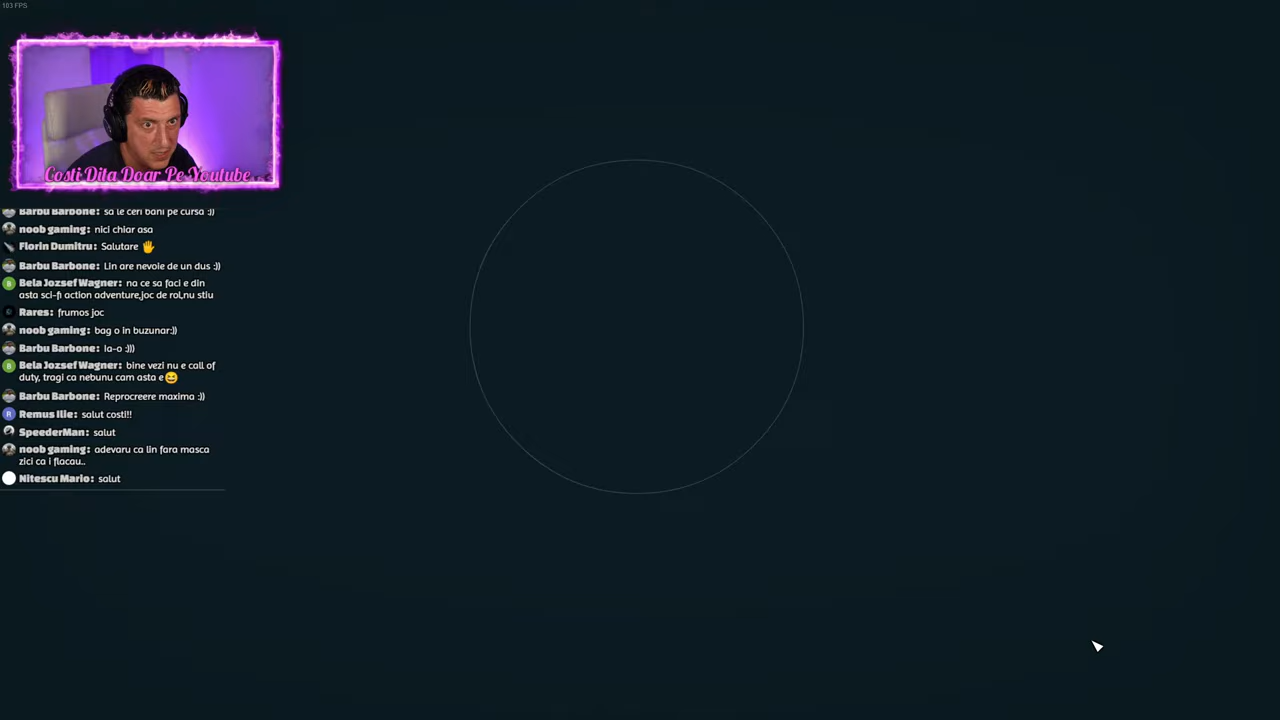 103 FPS
Costi Dita Doar Pe Youtube
Barbu Barbone: sa le ceri bani pe cursa :))
noob gaming: nici chiar asa
Florin Dumitru: Salutare 🖐
Barbu Barbone: Lin are nevoie de un dus :))
Bela Jozsef Wagner: na ce sa faci e din
asta sci-fi action adventure,joc de rol,nu stiu
Rares: frumos joc
noob gaming: bag o in buzunar:))
Barbu Barbone: Ia-o :)))
Bela Jozsef Wagner: bine vezi nu e call of
duty, tragi ca nebunu cam asta e😆
Barbu Barbone: Reprocreere maxima :))
Remus Ilie: salut costi!!
SpeederMan: salut
noob gaming: adevaru ca lin fara masca
zici ca i flacau..
Nitescu Mario: salut